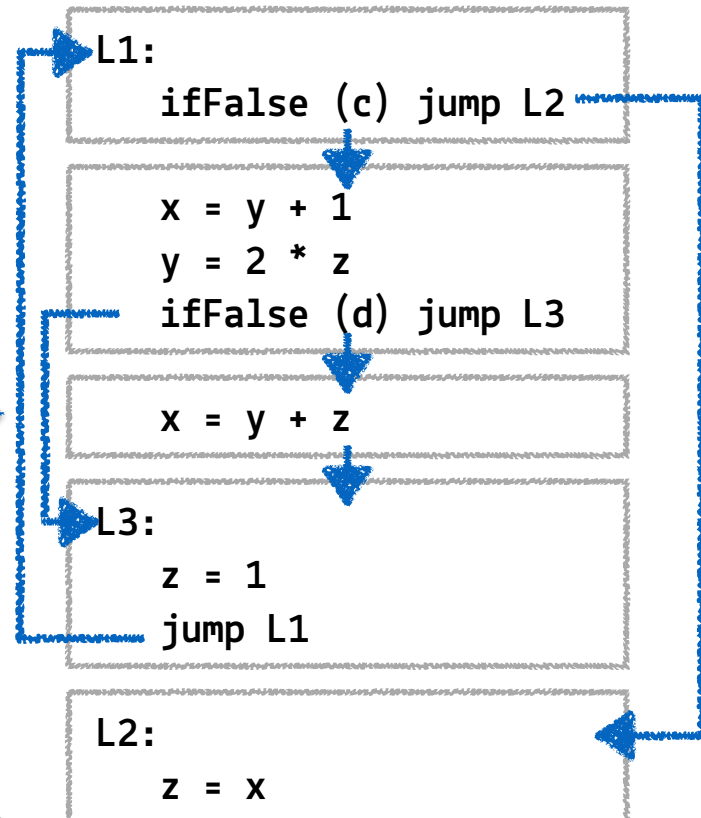 L1:
ifFalse (c) jump L2
x = y + 1
y = 2 * z
ifFalse (d) jump L3
x = y + z
L3:
z = 1
jump L1
L2:
z = x